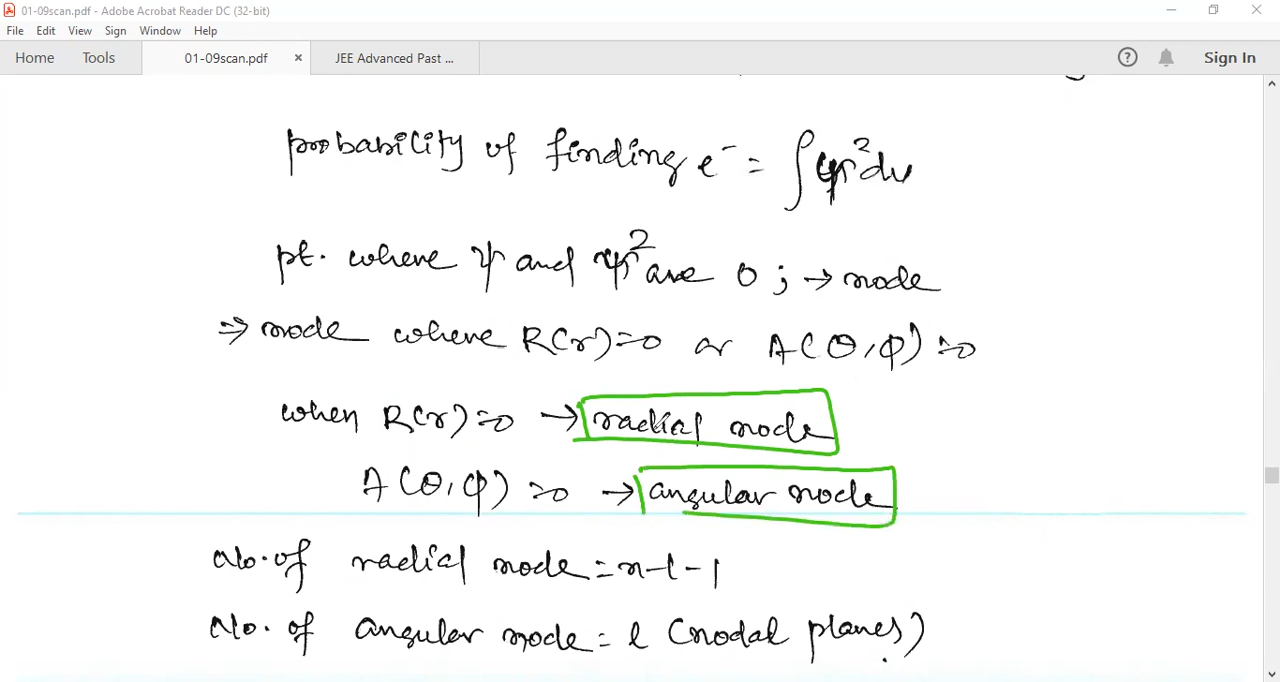 01-09scan.pdf - Adobe Acrobat Reader DC (32-bit)
File Edit View Sign Window Help
Home Tools 01-09scan.pdf × JEE Advanced Past ... Sign In
probability of finding e⁻ = ∫ψ²dv
pt. where ψ and ψ² are 0 ; → node
⇒ node where R(r)=0 or A(θ,φ)=0
when R(r)=0 → radial node
A(θ,φ)=0 → angular node
No. of radial node = n-l-1
No. of angular node = l (nodal planes)